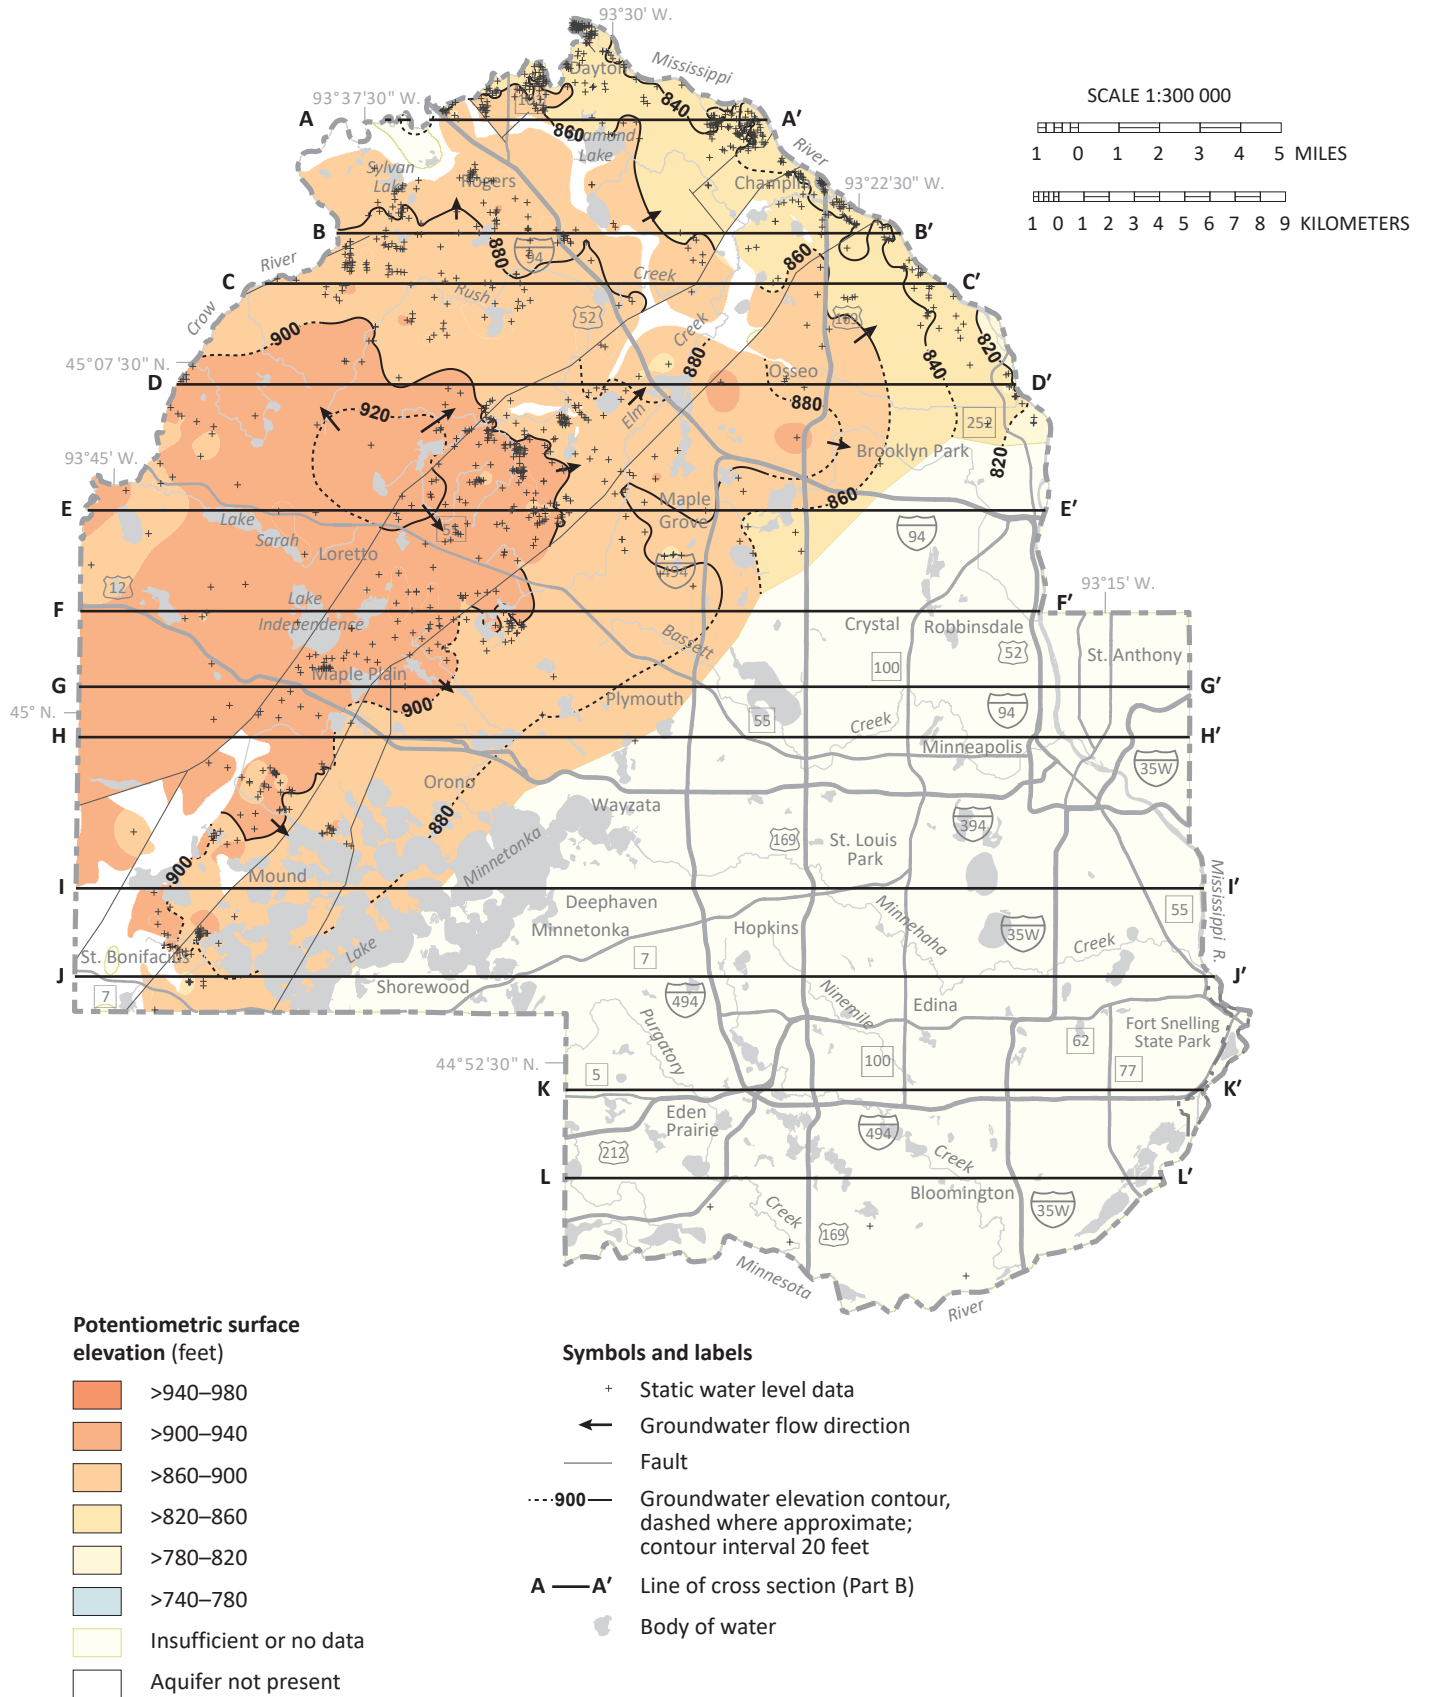 93°30' W.
Mississippi
Dayton
SCALE 1:300 000
93°37'30" W.
A
A′
840
860
Diamond
Lake
River
1 0 1 2 3 4 5 MILES
Sylvan
Lake
Rogers
Champlin
93°22'30" W.
1 0 1 2 3 4 5 6 7 8 9 KILOMETERS
B
B′
880
94
860
River
Creek
C
C′
Rush
52
169
Crow
900
Creek
820
840
45°07'30" N.
880
Osseo
D
D′
920
880
Elm
252
Brooklyn Park
93°45' W.
820
Maple
Grove
860
E
E′
Lake
Sarah
55
94
Loretto
494
12
93°15' W.
Lake
Independence
F
F′
Crystal
Robbinsdale
Bassett
52
St. Anthony
100
Maple Plain
G
G′
Plymouth
900
45° N.
55
Creek
94
H
H′
Minneapolis
35W
Orono
Wayzata
880
169
St. Louis
Park
394
Minnetonka
900
Mound
I
I′
Mississippi R.
Deephaven
Minnehaha
55
Minnetonka
Hopkins
35W
Creek
Lake
St. Bonifacius
7
J
J′
Shorewood
7
494
Ninemile
Edina
Purgatory
Fort Snelling
State Park
62
44°52'30" N.
5
100
77
K
K′
Eden
Prairie
494
212
Creek
L
L′
Bloomington
Creek
35W
169
Minnesota
River
Potentiometric surface
elevation (feet)
>940–980
>900–940
>860–900
>820–860
>780–820
>740–780
Insufficient or no data
Aquifer not present
Symbols and labels
Static water level data
Groundwater flow direction
Fault
900
Groundwater elevation contour,
dashed where approximate;
contour interval 20 feet
A
A′
Line of cross section (Part B)
Body of water